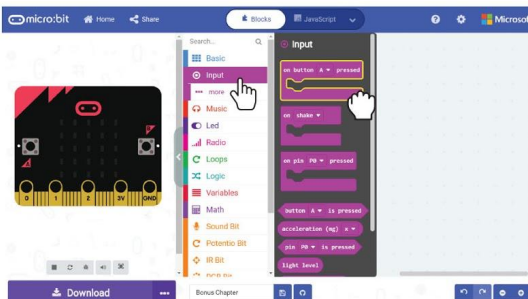 micro:bit Home Share Blocks JavaScript Microso
Search...
Basic
Input
more
Music
Led
Radio
Loops
Logic
Variables
Math
Sound Bit
Potentio Bit
IR Bit
Input
on button A pressed
on shake
on pin P0 pressed
button A is pressed
acceleration (mg) x
pin P0 is pressed
light level
0 1 2 3V GND
Download
Bonus Chapter